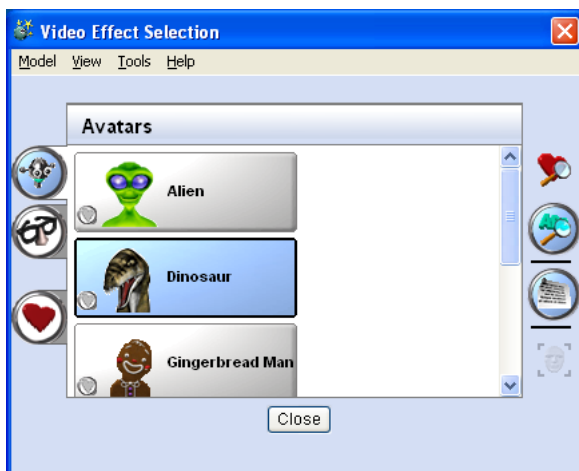 Video Effect Selection
Model View Tools Help
Avatars
Alien
Dinosaur
Gingerbread Man
Close